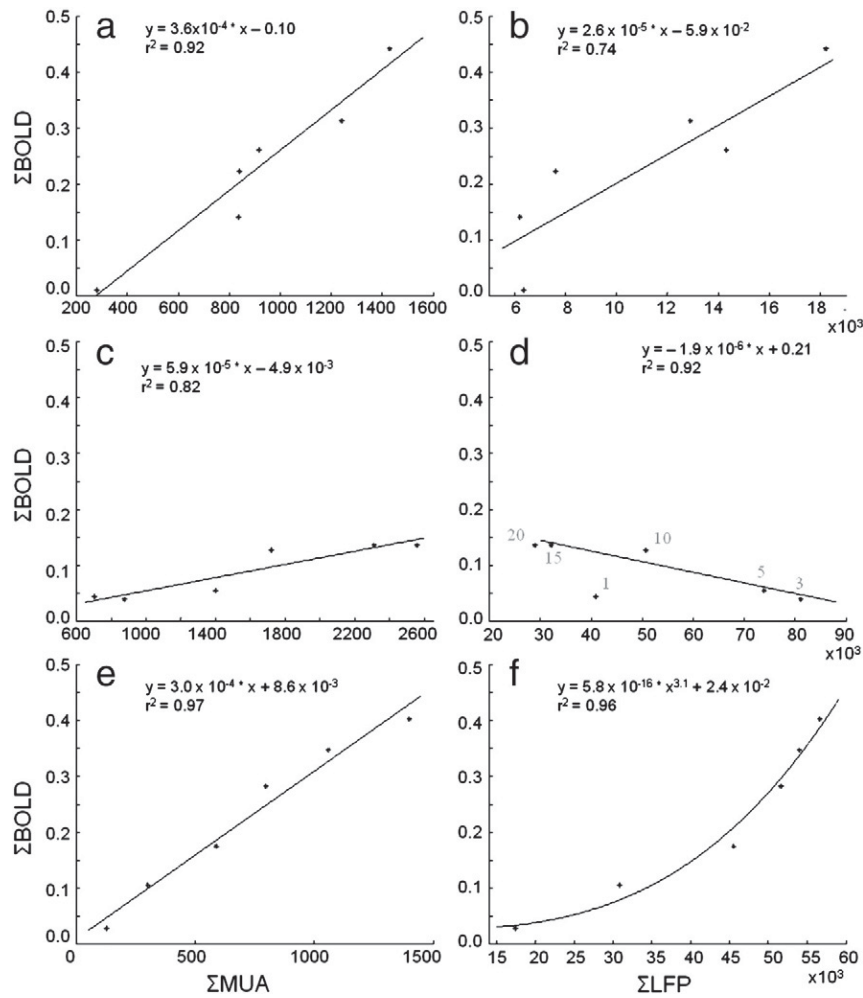 a
y = 3.6x10-4 * x – 0.10
r2 = 0.92
ΣBOLD
0.5
0.4
0.3
0.2
0.1
0.0
200 400 600 800 1000 1200 1400 1600
b
y = 2.6 x 10-5 * x – 5.9 x 10-2
r2 = 0.74
0.5
0.4
0.3
0.2
0.1
0.0
6 10 14 18
x103
c
y = 5.9 x 10-5 * x – 4.9 x 10-3
r2 = 0.82
ΣBOLD
0.5
0.4
0.3
0.2
0.1
0.0
600 1000 1400 1800 2200 2600
d
y = – 1.9 x 10-6 * x + 0.21
r2 = 0.92
0.5
0.4
0.3
0.2
0.1
0.0
20 15 1 10 5 3
20 30 40 50 60 70 80 90
x103
e
y = 3.0 x 10-4 * x + 8.6 x 10-3
r2 = 0.97
ΣBOLD
0.5
0.4
0.3
0.2
0.1
0
0 500 1000 1500
ΣMUA
f
y = 5.8 x 10-16 * x3.1 + 2.4 x 10-2
r2 = 0.96
0.5
0.4
0.3
0.2
0.1
0.0
15 20 30 40 45 50 55 60
x103
ΣLFP